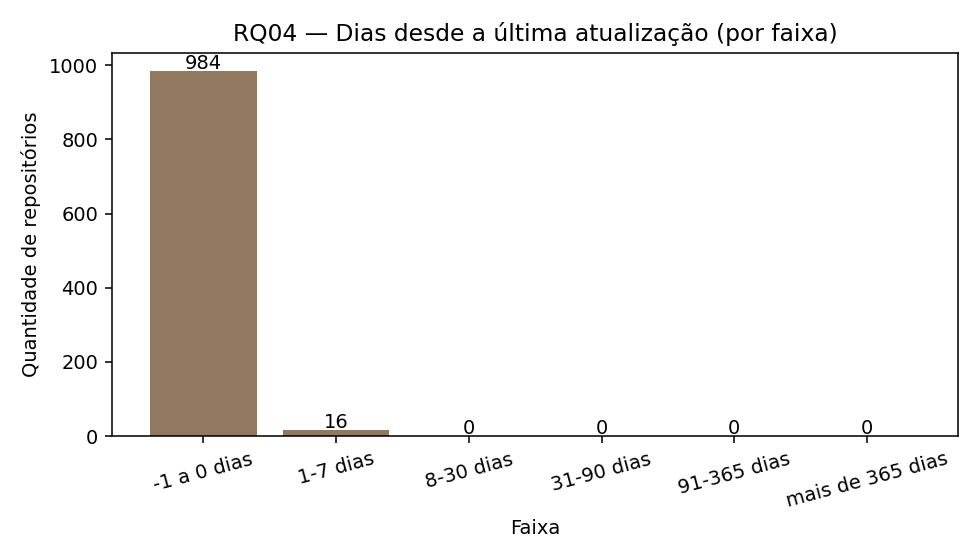 RQ04 — Dias desde a última atualização (por faixa)
Quantidade de repositórios
1000
800
600
400
200
0
984
16
0
0
0
0
-1 a 0 dias
1-7 dias
8-30 dias
31-90 dias
91-365 dias
mais de 365 dias
Faixa